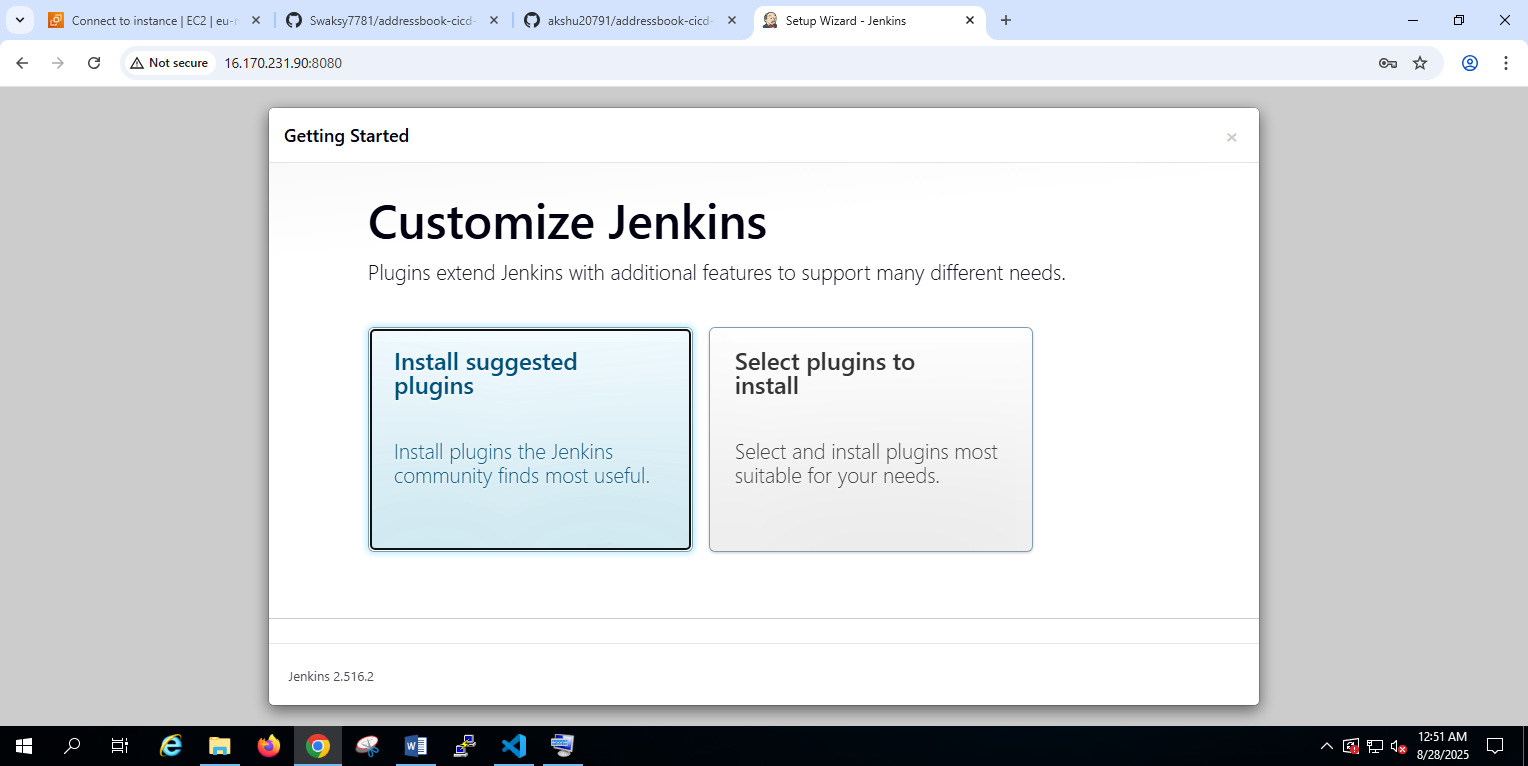 Connect to instance | EC2 | eu-n
Swaksy7781/addressbook-cicd-
akshu20791/addressbook-cicd-
Setup Wizard - Jenkins
Not secure
16.170.231.90:8080
Getting Started
Customize Jenkins
Plugins extend Jenkins with additional features to support many different needs.
Install suggested
plugins
Install plugins the Jenkins
community finds most useful.
Select plugins to
install
Select and install plugins most
suitable for your needs.
Jenkins 2.516.2
12:51 AM
8/28/2025